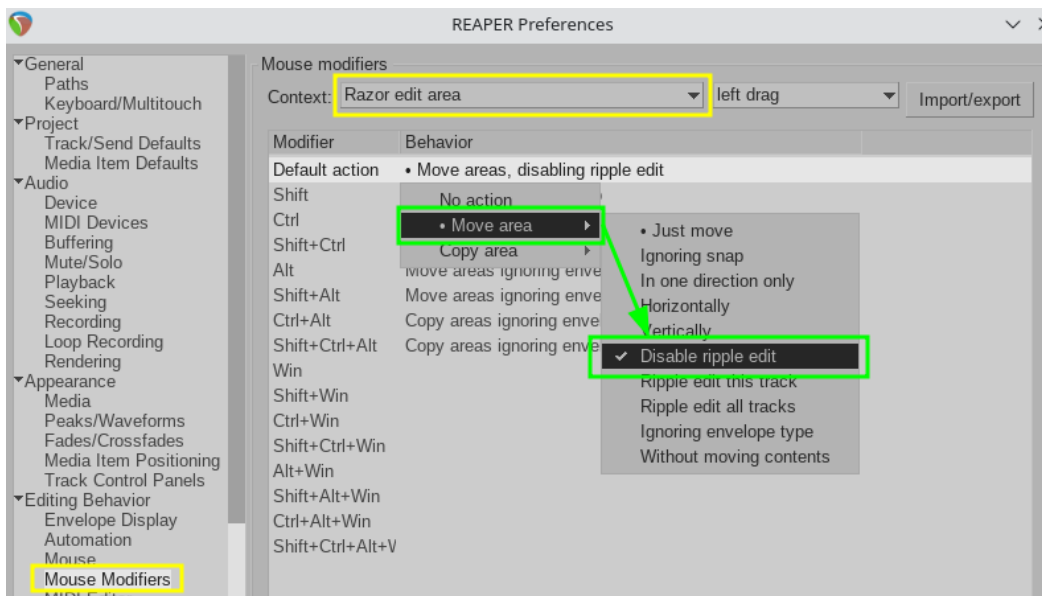 REAPER Preferences
General
Paths
Keyboard/Multitouch
Project
Track/Send Defaults
Media Item Defaults
Audio
Device
MIDI Devices
Buffering
Mute/Solo
Playback
Seeking
Recording
Loop Recording
Rendering
Appearance
Media
Peaks/Waveforms
Fades/Crossfades
Media Item Positioning
Track Control Panels
Editing Behavior
Envelope Display
Automation
Mouse
Mouse Modifiers
Mouse modifiers
Context: Razor edit area left drag Import/export
Modifier Behavior
Default action • Move areas, disabling ripple edit
Shift
Ctrl
Shift+Ctrl
Alt Move areas ignoring enve
Shift+Alt Move areas ignoring enve
Ctrl+Alt Copy areas ignoring enve
Shift+Ctrl+Alt Copy areas ignoring enve
Win
Shift+Win
Ctrl+Win
Shift+Ctrl+Win
Alt+Win
Shift+Alt+Win
Ctrl+Alt+Win
Shift+Ctrl+Alt+V
No action
• Move area
Copy area
• Just move
Ignoring snap
In one direction only
Horizontally
Vertically
✓ Disable ripple edit
Ripple edit this track
Ripple edit all tracks
Ignoring envelope type
Without moving contents